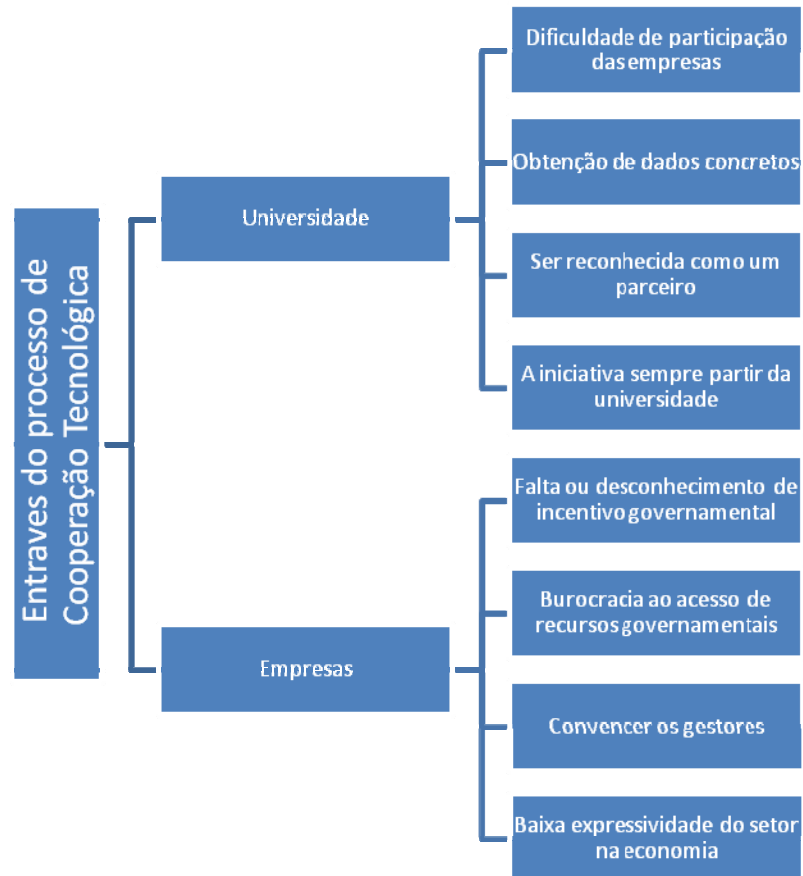 Entraves do processo de
Cooperação Tecnológica
Universidade
Dificuldade de participação
das empresas
Obtenção de dados concretos
Ser reconhecida como um
parceiro
A iniciativa sempre partir da
universidade
Empresas
Falta ou desconhecimento de
incentivo governamental
Burocracia ao acesso de
recursos governamentais
Convencer os gestores
Baixa expressividade do setor
na economia